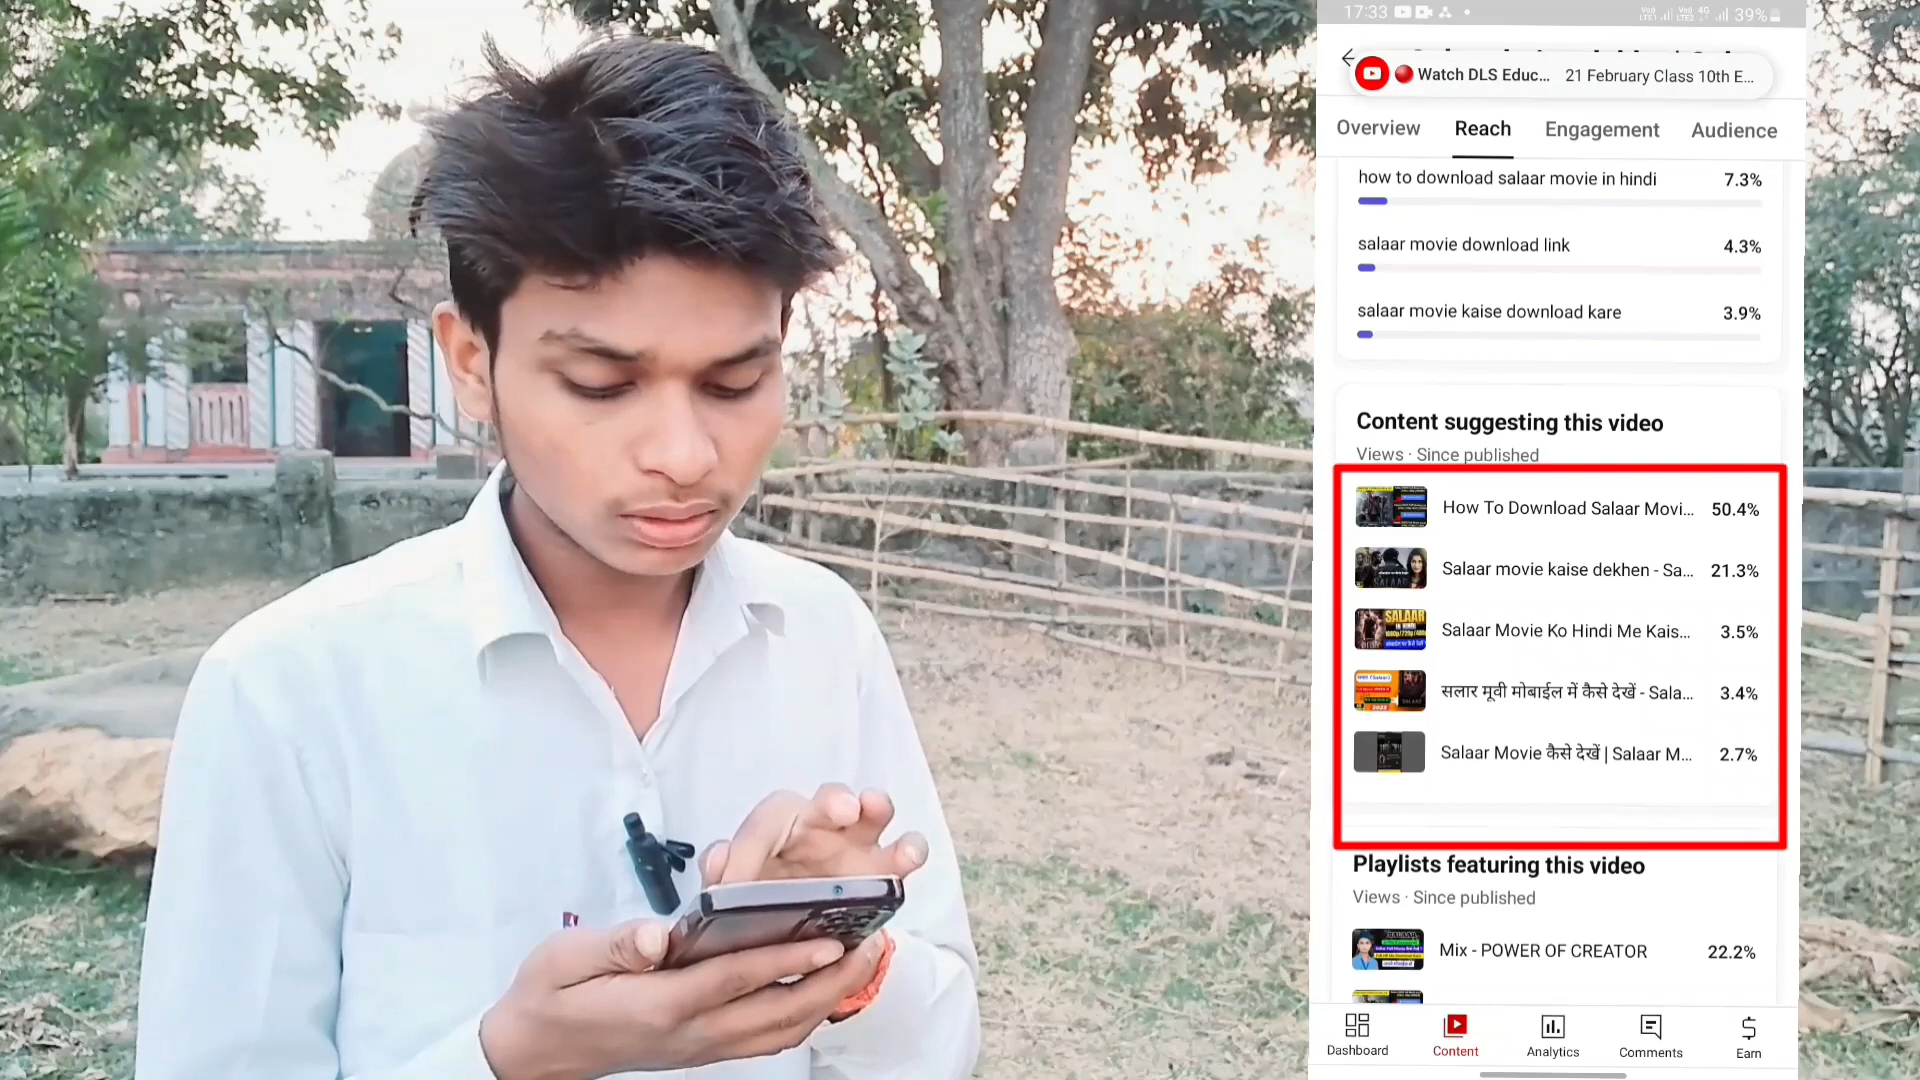 17:33
39%
Watch DLS Educ... 21 February Class 10th E...
Overview Reach Engagement Audience
how to download salaar movie in hindi 7.3%
salaar movie download link 4.3%
salaar movie kaise download kare 3.9%
Content suggesting this video
Views · Since published
How To Download Salaar Movi... 50.4%
Salaar movie kaise dekhen - Sa... 21.3%
Salaar Movie Ko Hindi Me Kais... 3.5%
सलार मूवी मोबाईल में कैसे देखें - Sala... 3.4%
Salaar Movie कैसे देखें | Salaar M... 2.7%
Playlists featuring this video
Views · Since published
Mix - POWER OF CREATOR 22.2%
Dashboard Content Analytics Comments Earn